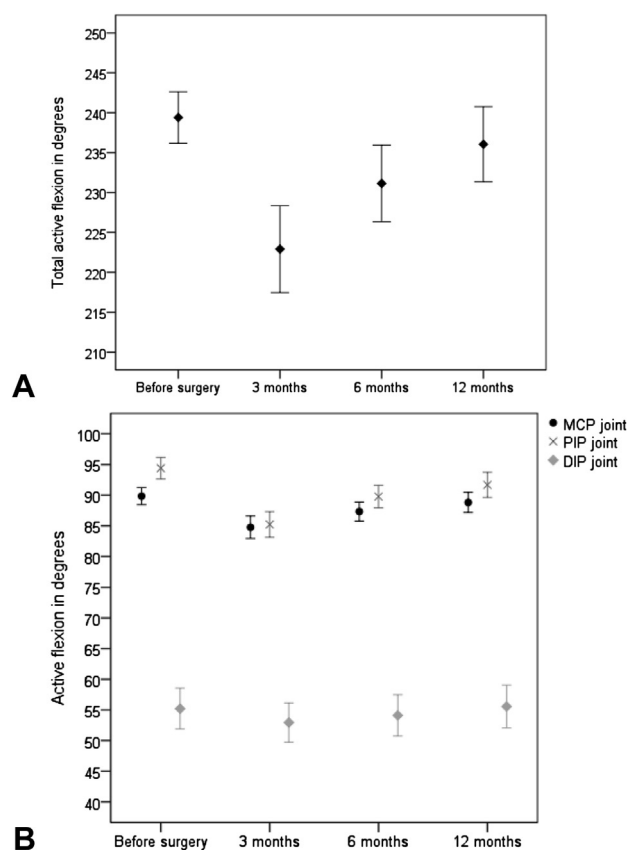 250
245
240
235
230
225
220
215
210
Total active flexion in degrees
Before surgery 3 months 6 months 12 months
A
100
95
90
85
80
75
70
65
60
55
50
45
40
Active flexion in degrees
Before surgery 3 months 6 months 12 months
MCP joint
PIP joint
DIP joint
B